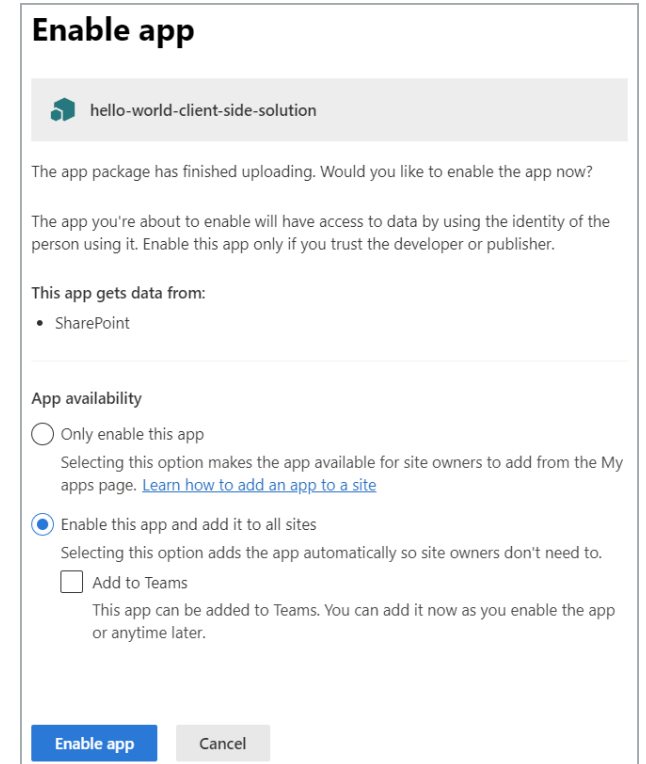 Enable app
hello-world-client-side-solution
The app package has finished uploading. Would you like to enable the app now?
The app you're about to enable will have access to data by using the identity of the
person using it. Enable this app only if you trust the developer or publisher.
This app gets data from:
• SharePoint
App availability
Only enable this app
Selecting this option makes the app available for site owners to add from the My
apps page. Learn how to add an app to a site
Enable this app and add it to all sites
Selecting this option adds the app automatically so site owners don't need to.
Add to Teams
This app can be added to Teams. You can add it now as you enable the app
or anytime later.
Enable app
Cancel